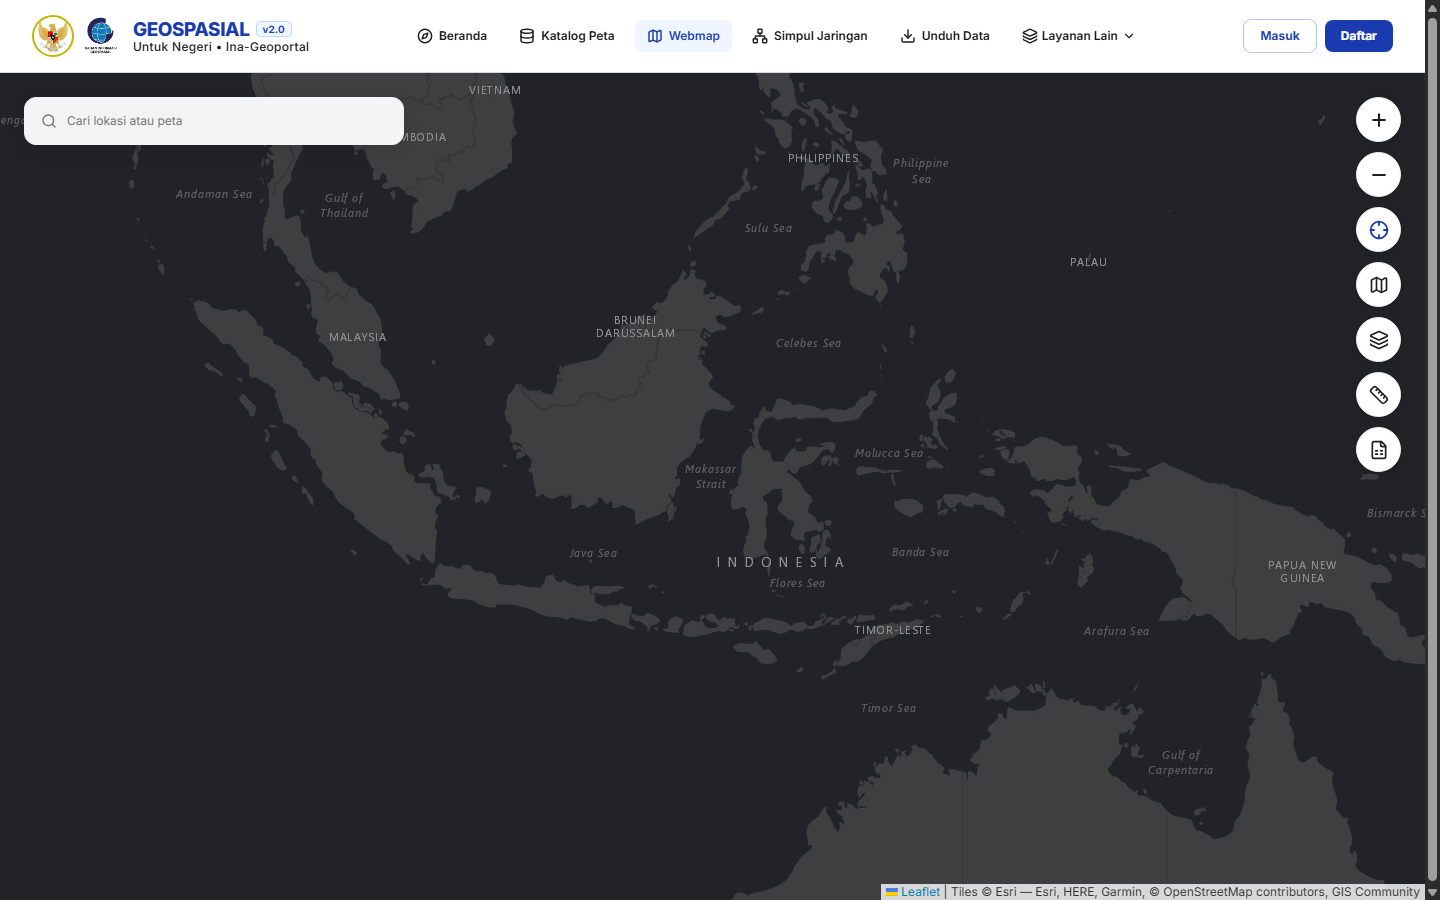 GEOSPASIAL v2.0
Untuk Negeri • Ina-Geoportal
Beranda
Katalog Peta
Webmap
Simpul Jaringan
Unduh Data
Layanan Lain
Masuk
Daftar
Cari lokasi atau peta
VIETNAM
MBODIA
PHILIPPINES
Philippine
Sea
Andaman Sea
Gulf of
Thailand
Sulu Sea
PALAU
BRUNEI
DARUSSALAM
MALAYSIA
Celebes Sea
Molucca Sea
Makassar
Strait
Bismarck S
Java Sea
INDONESIA
Banda Sea
Flores Sea
PAPUA NEW
GUINEA
TIMOR-LESTE
Arafura Sea
Timor Sea
Gulf of
Carpentaria
Leaflet | Tiles © Esri — Esri, HERE, Garmin, © OpenStreetMap contributors, GIS Community